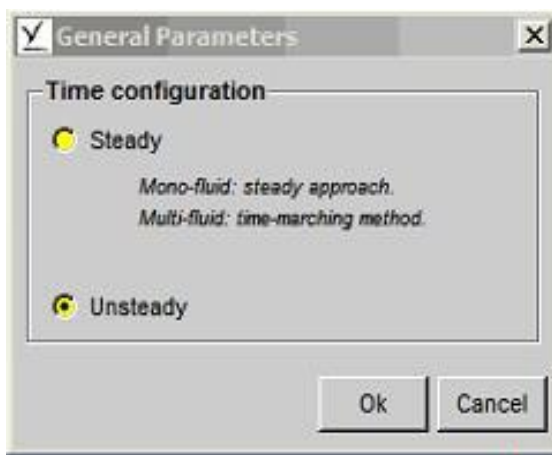 General Parameters
Time configuration
Steady
Mono-fluid: steady approach.
Multi-fluid: time-marching method.
Unsteady
Ok Cancel